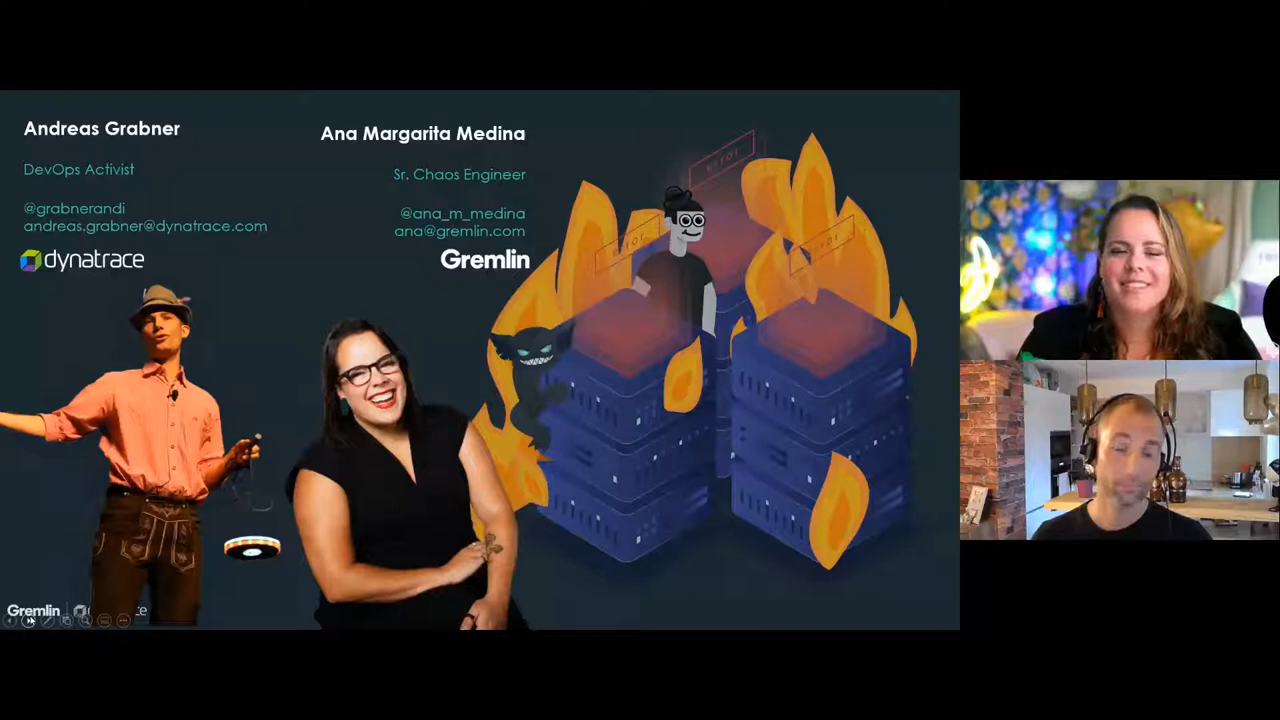 Andreas Grabner
DevOps Activist
@grabnerandi
andreas.grabner@dynatrace.com
dynatrace
Ana Margarita Medina
Sr. Chaos Engineer
@ana_m_medina
ana@gremlin.com
Gremlin
Gremlin